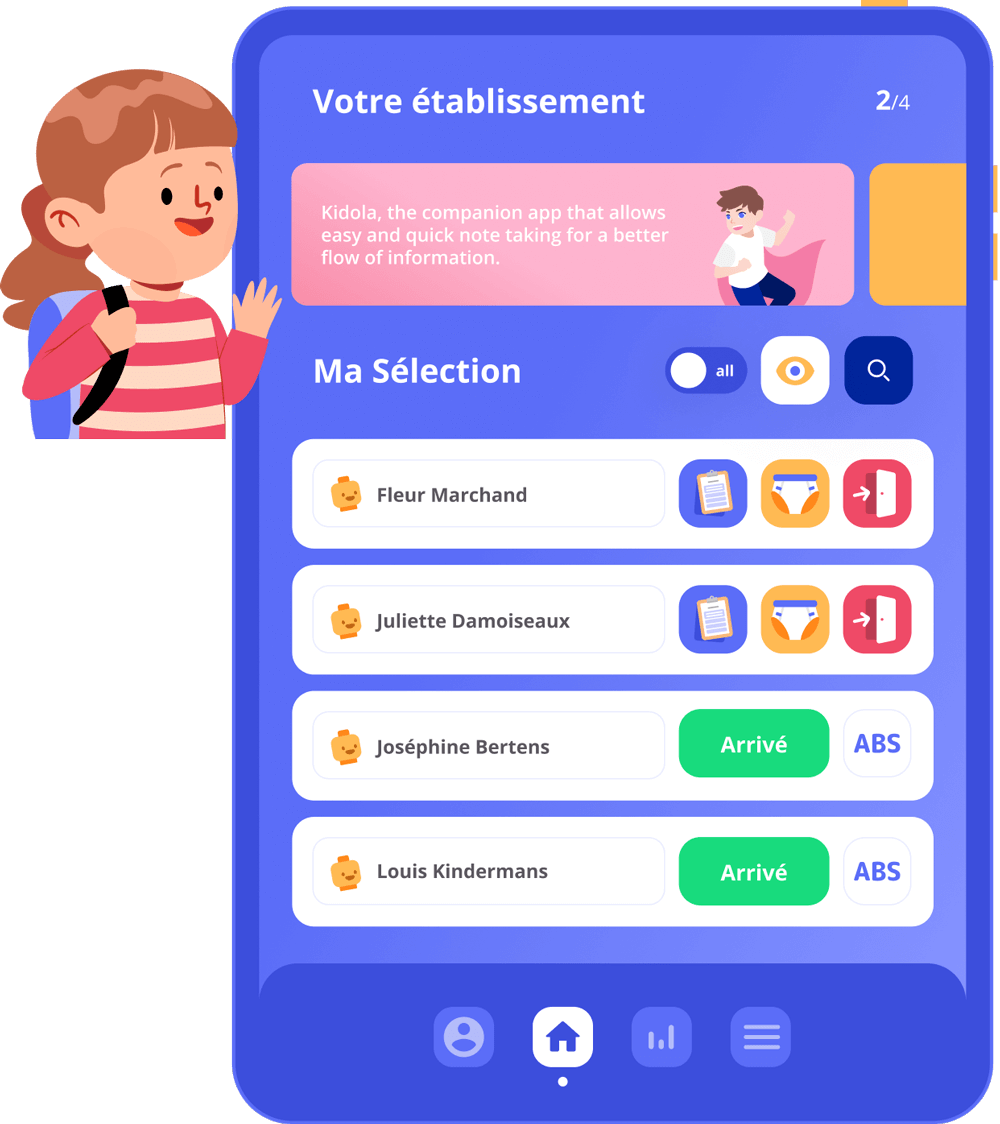 Votre établissement
2/4
Kidola, the companion app that allows
easy and quick note taking for a better
flow of information.
Ma Sélection
all
Fleur Marchand
Juliette Damoiseaux
Joséphine Bertens
Arrivé
ABS
Louis Kindermans
Arrivé
ABS